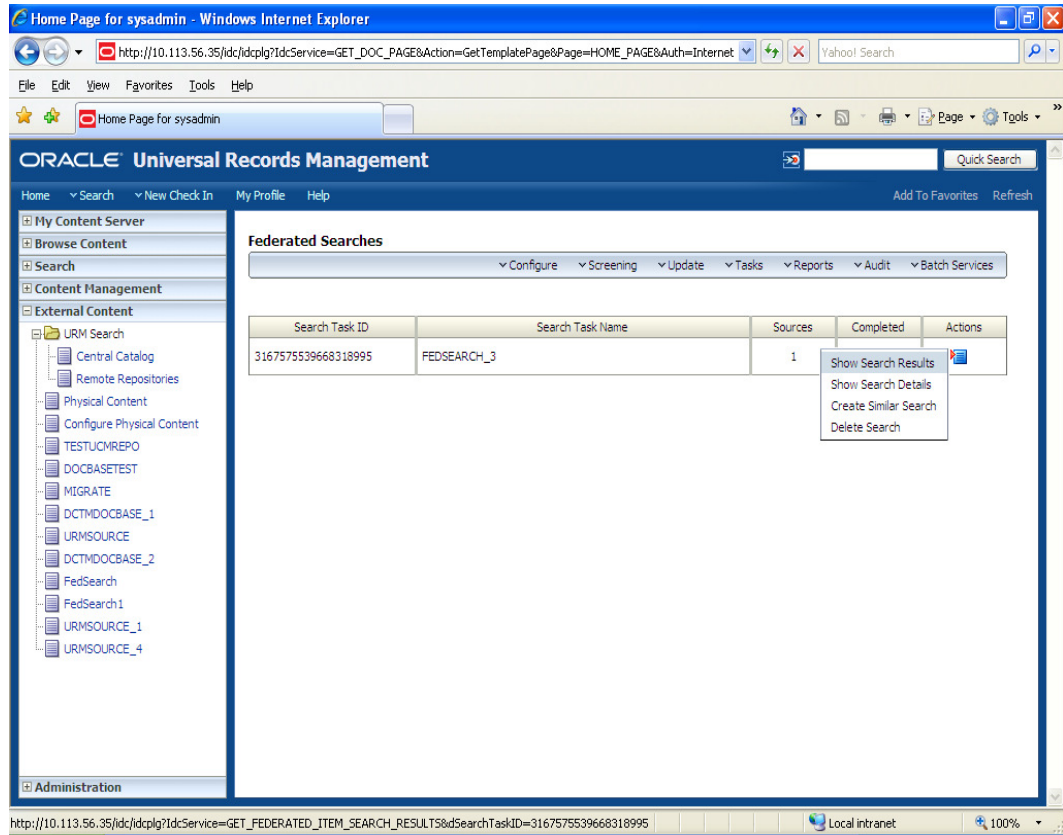 Home Page for sysadmin - Windows Internet Explorer
http://10.113.56.35/idc/idcplg?IdcService=GET_DOC_PAGE&Action=GetTemplatePage&Page=HOME_PAGE&Auth=Internet
Yahoo! Search
File Edit View Favorites Tools Help
Home Page for sysadmin
Page Tools »
ORACLE Universal Records Management
Quick Search
Home Search New Check In My Profile Help
Add To Favorites Refresh
My Content Server
Browse Content
Search
Content Management
External Content
URM Search
Central Catalog
Remote Repositories
Physical Content
Configure Physical Content
TESTUCMREPO
DOCBASETEST
MIGRATE
DCTMDOCBASE_1
URMSOURCE
DCTMDOCBASE_2
FedSearch
FedSearch1
URMSOURCE_1
URMSOURCE_4
Administration
Federated Searches
Configure Screening Update Tasks Reports Audit Batch Services
Search Task ID Search Task Name Sources Completed Actions
3167575539668318995 FEDSEARCH_3 1
Show Search Results
Show Search Details
Create Similar Search
Delete Search
http://10.113.56.35/idc/idcplg?IdcService=GET_FEDERATED_ITEM_SEARCH_RESULTS&dSearchTaskID=3167575539668318995
Local intranet
100%